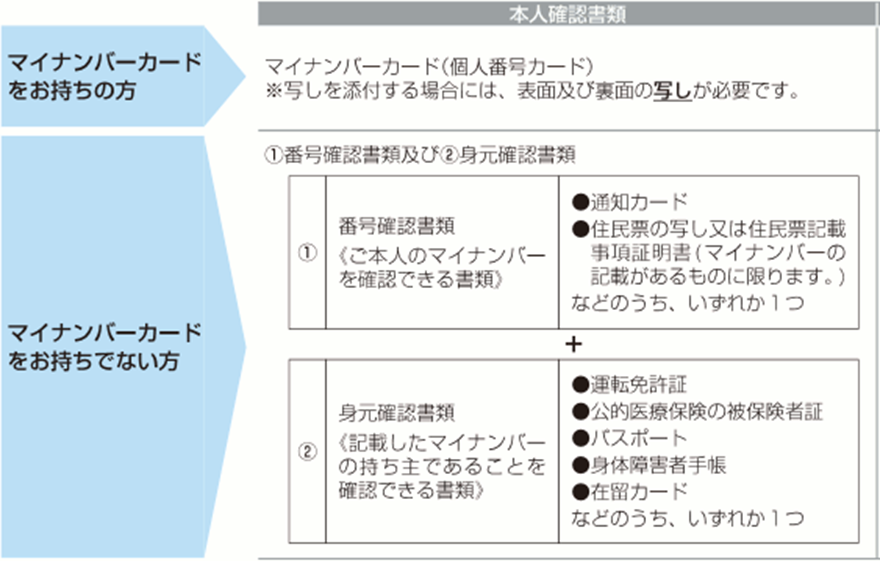 本人確認書類
マイナンバーカード
をお持ちの方
マイナンバーカード(個人番号カード)
※写しを添付する場合には、表面及び裏面の写しが必要です。
マイナンバーカード
をお持ちでない方
①番号確認書類及び②身元確認書類
①
番号確認書類
《ご本人のマイナンバー
を確認できる書類》
●通知カード
●住民票の写し又は住民票記載
事項証明書(マイナンバーの
記載があるものに限ります。)
などのうち、いずれか1つ
+
②
身元確認書類
《記載したマイナンバー
の持ち主であることを
確認できる書類》
●運転免許証
●公的医療保険の被保険者証
●パスポート
●身体障害者手帳
●在留カード
などのうち、いずれか1つ